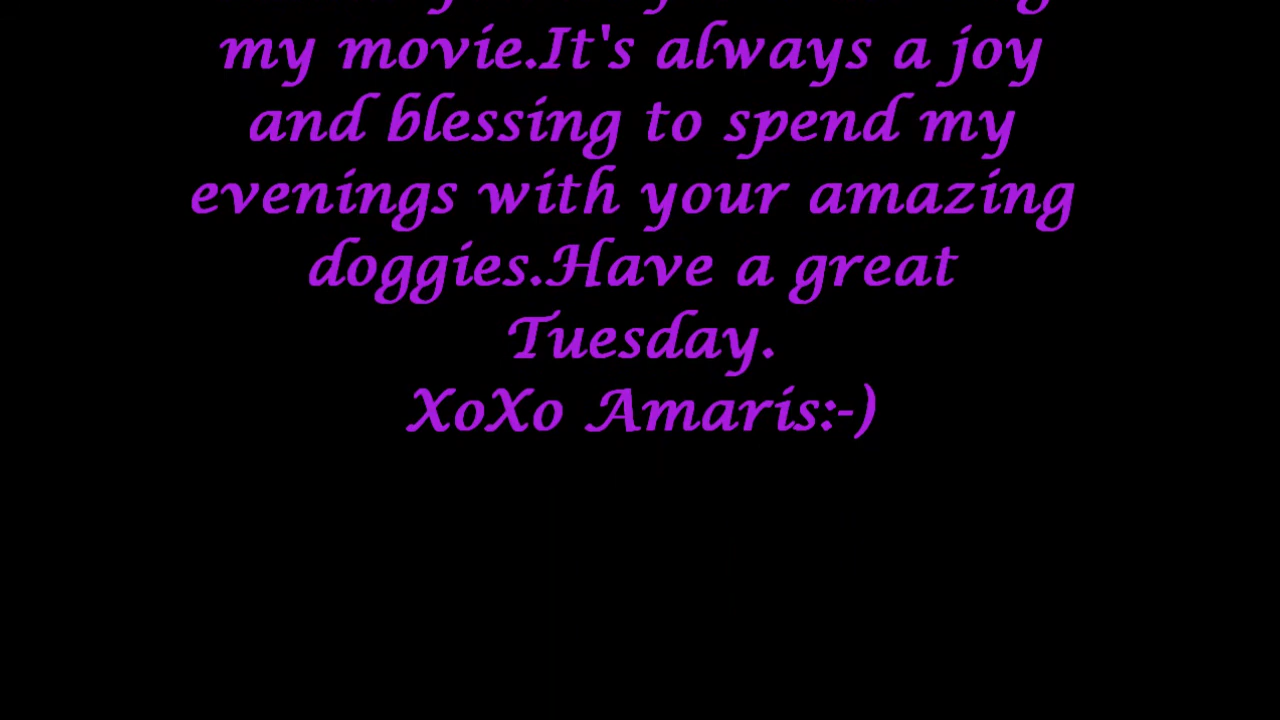 my movie.It's always a joy
and blessing to spend my
evenings with your amazing
doggies.Have a great
Tuesday.
XoXo Amaris:-)